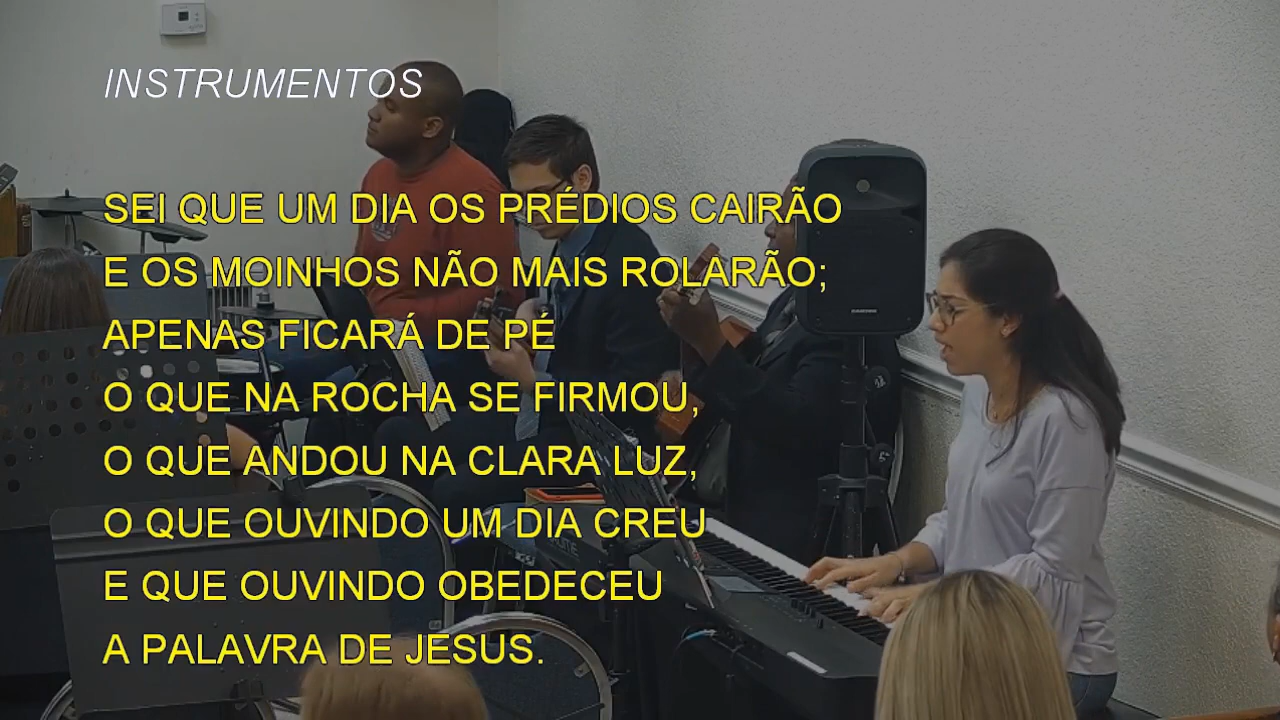 INSTRUMENTOS
SEI QUE UM DIA OS PRÉDIOS CAIRÃO
E OS MOINHOS NÃO MAIS ROLARÃO;
APENAS FICARÁ DE PÉ
O QUE NA ROCHA SE FIRMOU,
O QUE ANDOU NA CLARA LUZ,
O QUE OUVINDO UM DIA CREU
E QUE OUVINDO OBEDECEU
A PALAVRA DE JESUS.